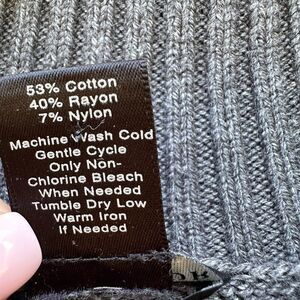 53% Cotton
40% Rayon
7% Nylon
Machine Wash Cold
Gentle Cycle
Only Non-
Chlorine Bleach
When Needed
Tumble Dry Low
Warm Iron
If Needed